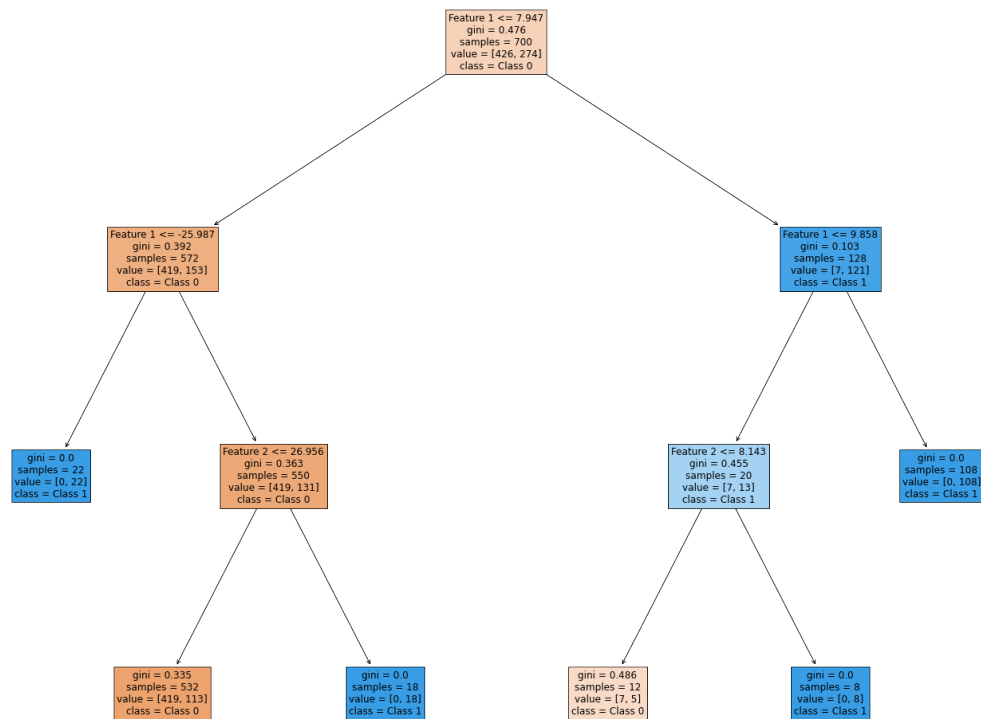 Feature 1 <= 7.947
gini = 0.476
samples = 700
value = [426, 274]
class = Class 0
Feature 1 <= -25.987
gini = 0.392
samples = 572
value = [419, 153]
class = Class 0
Feature 1 <= 9.858
gini = 0.103
samples = 128
value = [7, 121]
class = Class 1
gini = 0.0
samples = 22
value = [0, 22]
class = Class 1
Feature 2 <= 26.956
gini = 0.363
samples = 550
value = [419, 131]
class = Class 0
Feature 2 <= 8.143
gini = 0.455
samples = 20
value = [7, 13]
class = Class 1
gini = 0.0
samples = 108
value = [0, 108]
class = Class 1
gini = 0.335
samples = 532
value = [419, 113]
class = Class 0
gini = 0.0
samples = 18
value = [0, 18]
class = Class 1
gini = 0.486
samples = 12
value = [7, 5]
class = Class 0
gini = 0.0
samples = 8
value = [0, 8]
class = Class 1